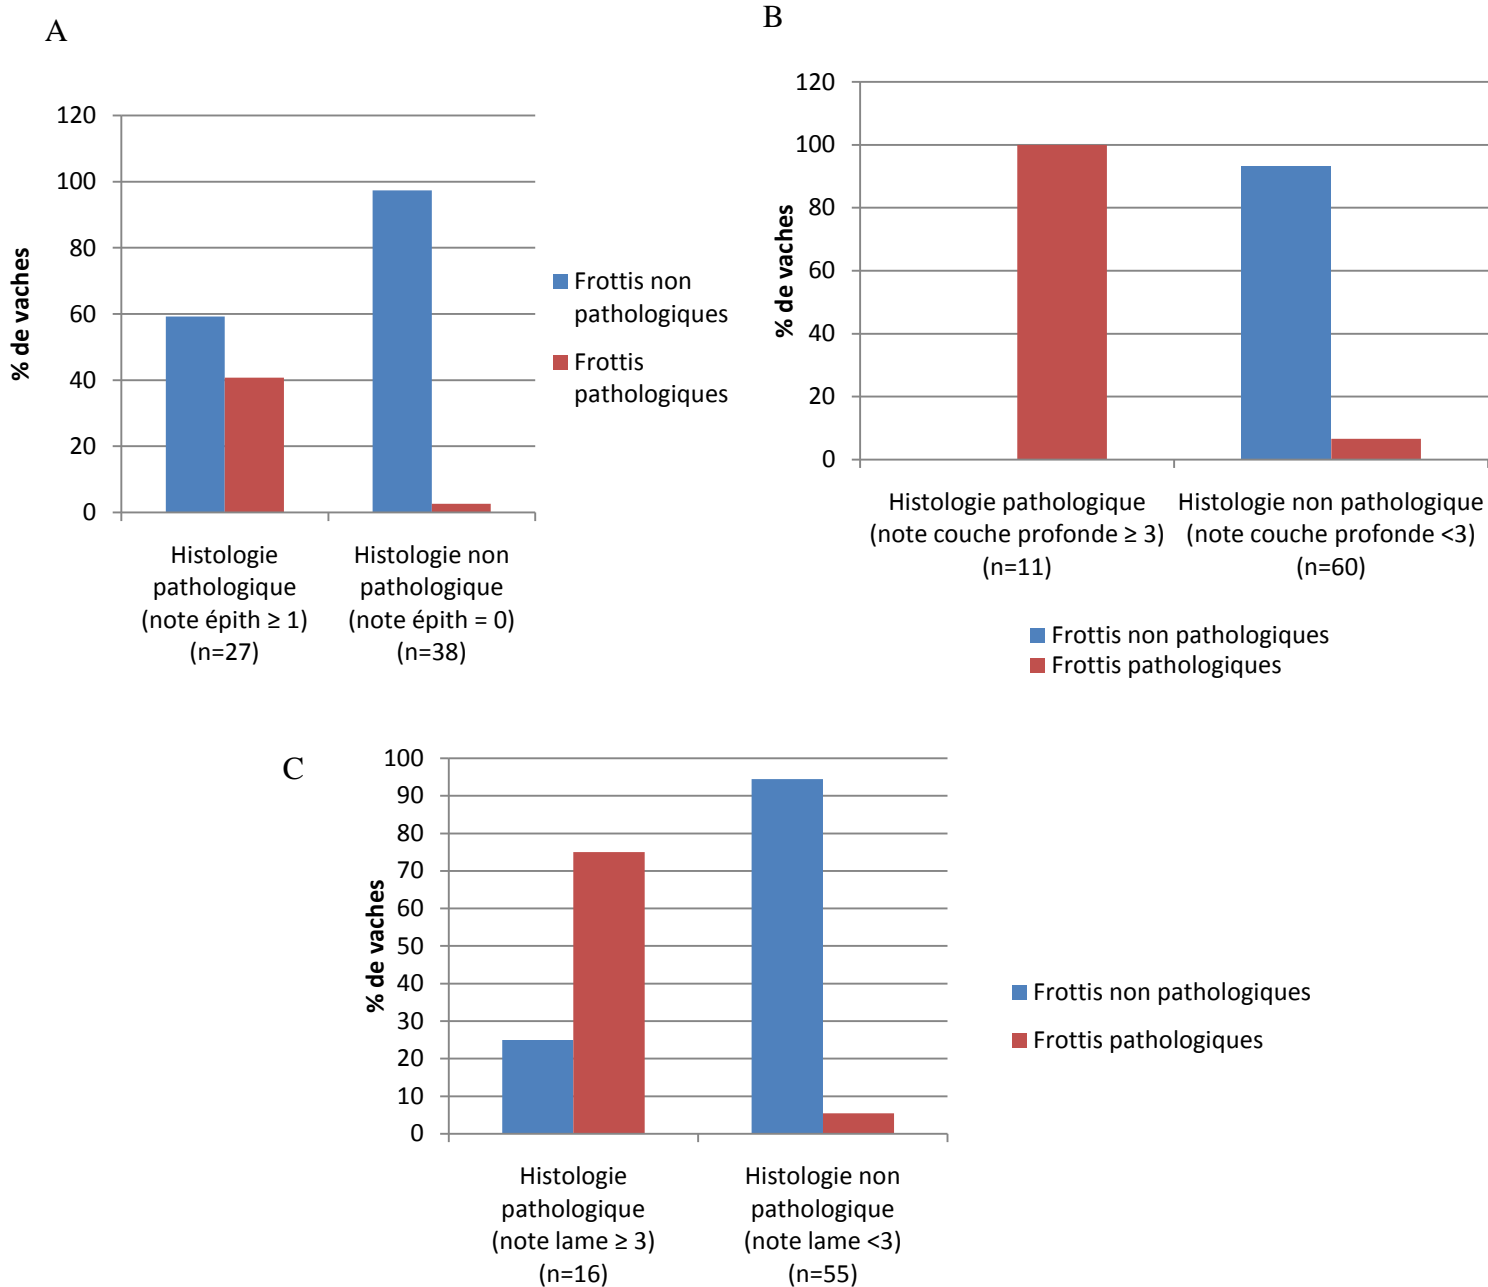 A
120
100
80
60
40
20
0
% de vaches
Histologie
pathologique
(note épith ≥ 1)
(n=27)
Histologie non
pathologique
(note épith = 0)
(n=38)
Frottis non
pathologiques
Frottis
pathologiques
B
120
100
80
60
40
20
0
% de vaches
Histologie pathologique
(note couche profonde ≥ 3)
(n=11)
Histologie non pathologique
(note couche profonde <3)
(n=60)
Frottis non pathologiques
Frottis pathologiques
C
100
90
80
70
60
50
40
30
20
10
0
% de vaches
Histologie
pathologique
(note lame ≥ 3)
(n=16)
Histologie non
pathologique
(note lame <3)
(n=55)
Frottis non pathologiques
Frottis pathologiques